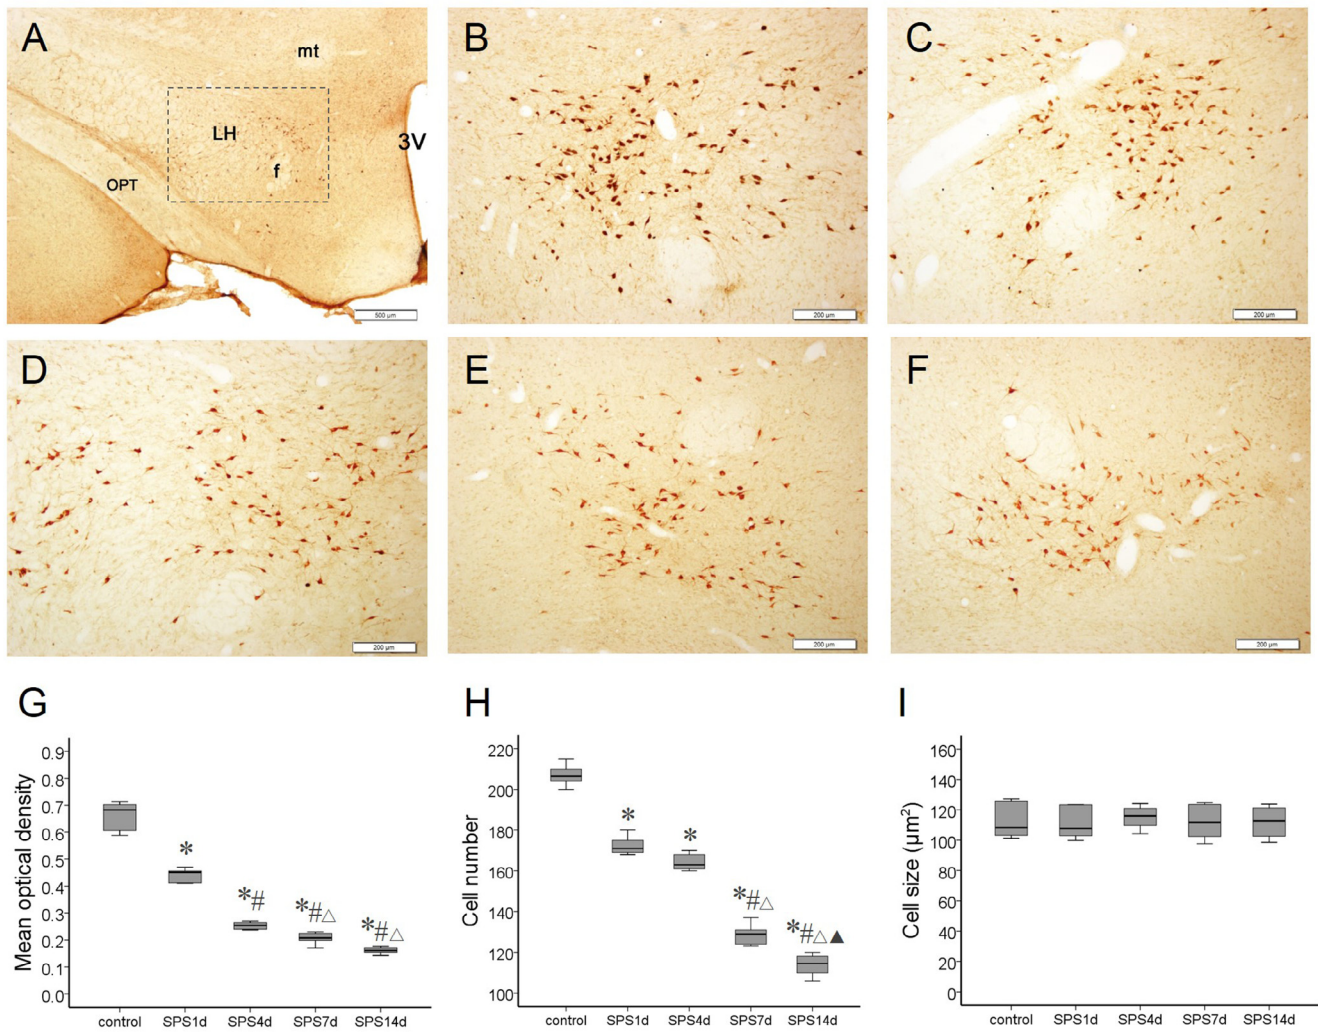 A
mt
LH
3V
f
OPT
500 µm
B
200 µm
C
200 µm
D
200 µm
E
200 µm
F
200 µm
G
Mean optical density
0.9
0.8
0.7
0.6
0.5
0.4
0.3
0.2
0.1
0.0
*
*#
*#△
*#△
control SPS1d SPS4d SPS7d SPS14d
H
Cell number
220
200
180
160
140
120
100
*
*
*#△
*#△▲
control SPS1d SPS4d SPS7d SPS14d
I
Cell size (µm²)
160
140
120
100
80
60
40
20
0
control SPS1d SPS4d SPS7d SPS14d